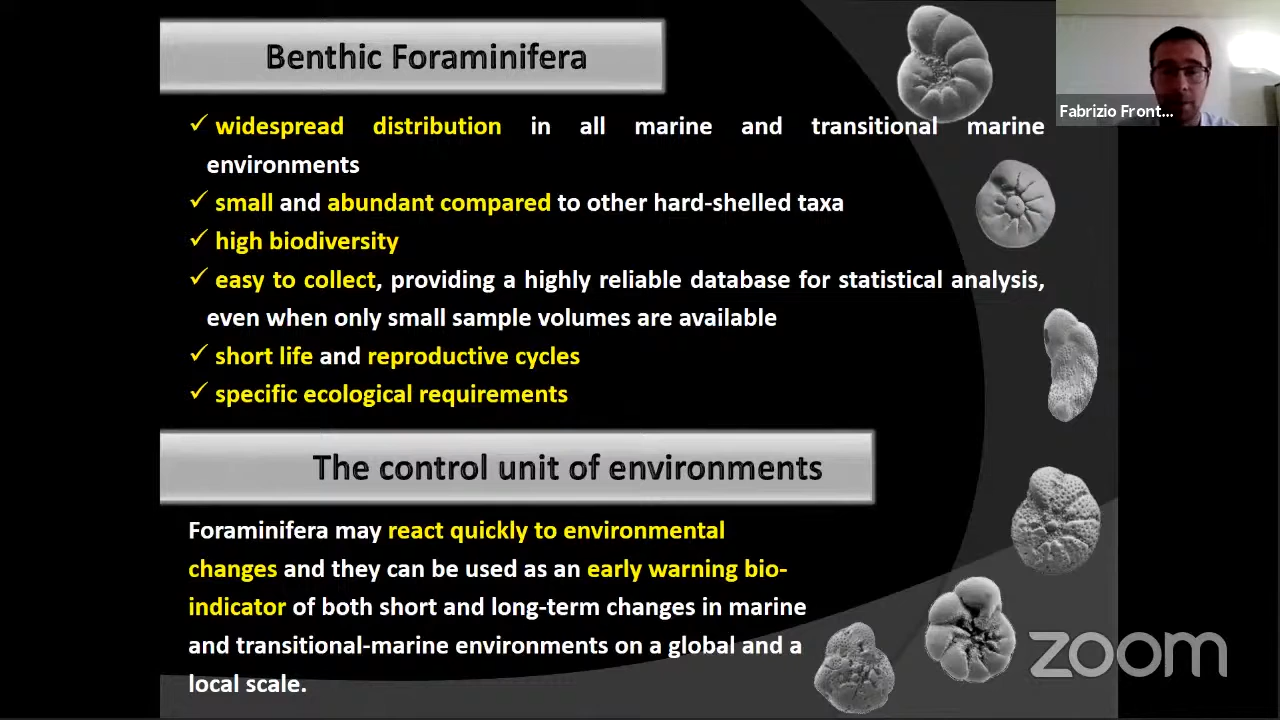 Benthic Foraminifera
Fabrizio Front...
✓ widespread distribution in all marine and transitional marine
environments
✓ small and abundant compared to other hard-shelled taxa
✓ high biodiversity
✓ easy to collect, providing a highly reliable database for statistical analysis,
even when only small sample volumes are available
✓ short life and reproductive cycles
✓ specific ecological requirements
The control unit of environments
Foraminifera may react quickly to environmental
changes and they can be used as an early warning bio-
indicator of both short and long-term changes in marine
and transitional-marine environments on a global and a
local scale.
zoom